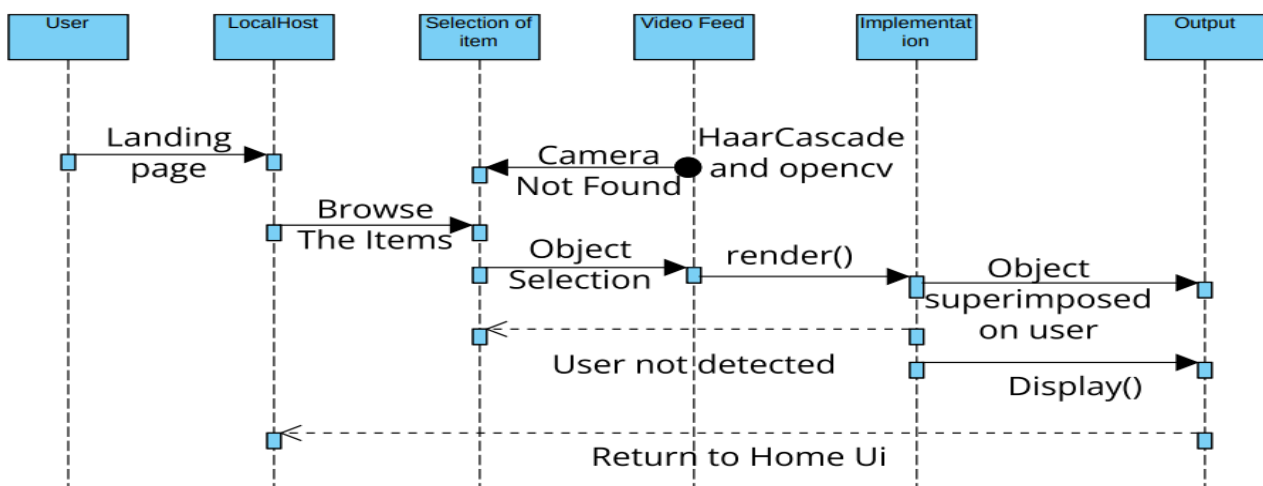 User
LocalHost
Selection of
item
Video Feed
Implementat
ion
Output
Landing
page
Camera
Not Found
HaarCascade
and opencv
Browse
The Items
Object
Selection
render()
Object
superimposed
on user
User not detected
Display()
Return to Home Ui